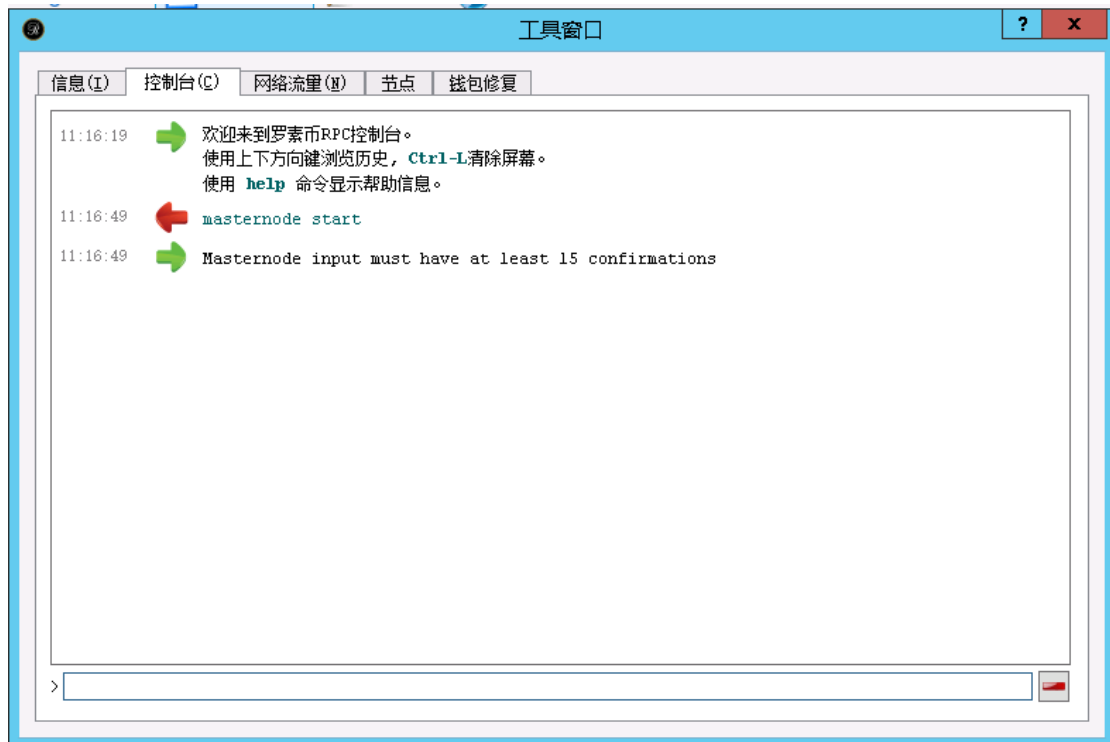 工具窗口
?
x
信息(I)
控制台(C)
网络流量(N)
节点
钱包修复
11:16:19
欢迎来到罗素币RPC控制台。
使用上下方向键浏览历史, Ctrl-L清除屏幕。
使用 help 命令显示帮助信息。
11:16:49
masternode start
11:16:49
Masternode input must have at least 15 confirmations
>